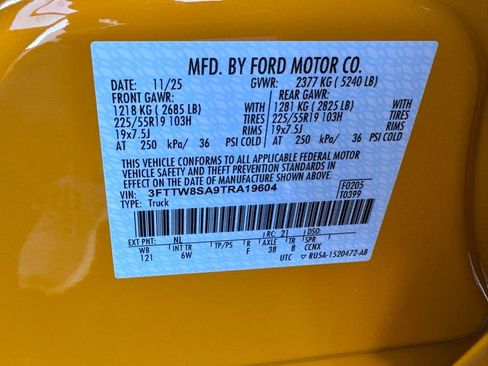 MFD. BY FORD MOTOR CO.
DATE 11/25 GVWR: 2377 KG ( 5240 LB)
FRONT GAWR: REAR GAWR:
1218 KG ( 2685 LB) WITH 1281 KG ( 2825 LB) WITH
225/55R19 103H TIRES 225/55R19 103H TIRES
19x7.5J RIMS 19x7.5J RIMS
AT 250 kPa/ 36 PSI COLD AT 250 kPa/ 36 PSI COLD
THIS VEHICLE CONFORMS TO ALL APPLICABLE FEDERAL MOTOR
VEHICLE SAFETY AND THEFT PREVENTION STANDARDS IN
EFFECT ON THE DATE OF MANUFACTURE SHOWN ABOVE.
VIN: 3FTTW8SA9TRA19604 F0205
TYPE: Truck T0399
EXT PNT: NL RC: 21 DSO:
WB INT TR TP/PS R AXLE TR SPR
121 6W F 38 8 CCNX
UTC ▽ RU5A-1520472-AB